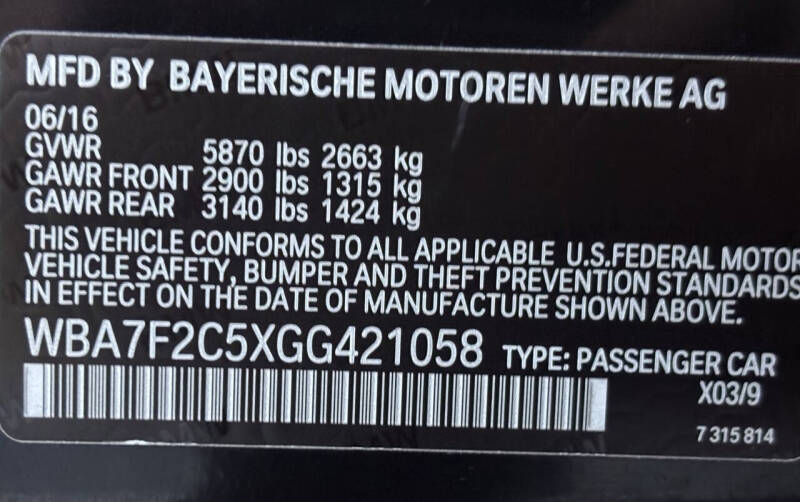 MFD BY BAYERISCHE MOTOREN WERKE AG
06/16
GVWR 5870 lbs 2663 kg
GAWR FRONT 2900 lbs 1315 kg
GAWR REAR 3140 lbs 1424 kg
THIS VEHICLE CONFORMS TO ALL APPLICABLE U.S.FEDERAL MOTOR
VEHICLE SAFETY, BUMPER AND THEFT PREVENTION STANDARDS
IN EFFECT ON THE DATE OF MANUFACTURE SHOWN ABOVE.
WBA7F2C5XGG421058 TYPE: PASSENGER CAR
X03/9
7 315 814